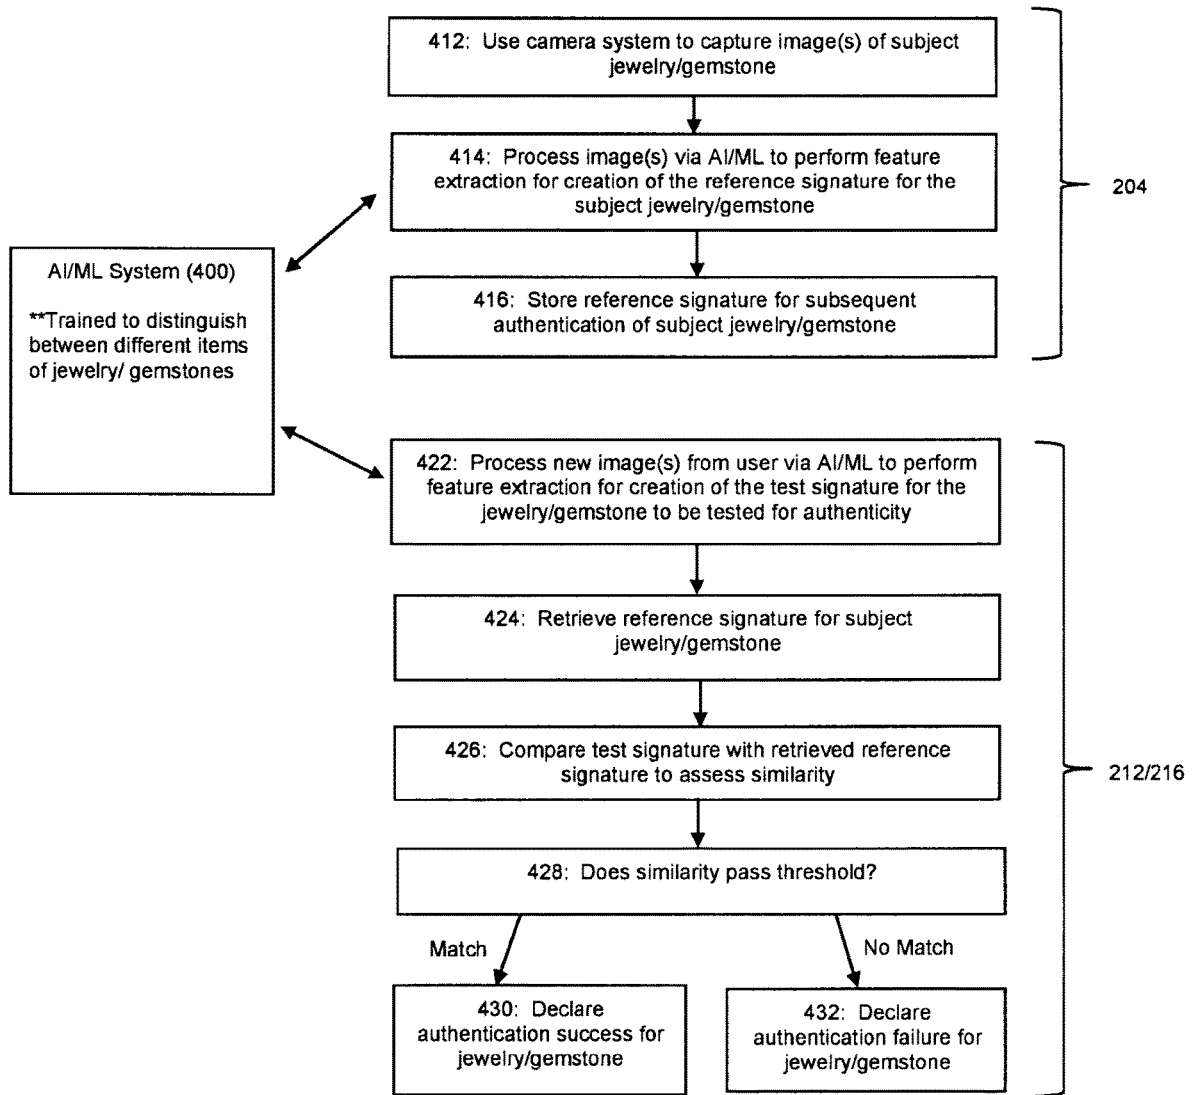 412: Use camera system to capture image(s) of subject
jewelry/gemstone
414: Process image(s) via AI/ML to perform feature
extraction for creation of the reference signature for the
subject jewelry/gemstone
204
416: Store reference signature for subsequent
authentication of subject jewelry/gemstone
AI/ML System (400)
**Trained to distinguish
between different items
of jewelry/ gemstones
422: Process new image(s) from user via AI/ML to perform
feature extraction for creation of the test signature for the
jewelry/gemstone to be tested for authenticity
424: Retrieve reference signature for subject
jewelry/gemstone
426: Compare test signature with retrieved reference
signature to assess similarity
212/216
428: Does similarity pass threshold?
Match
No Match
430: Declare
authentication success for
jewelry/gemstone
432: Declare
authentication failure for
jewelry/gemstone